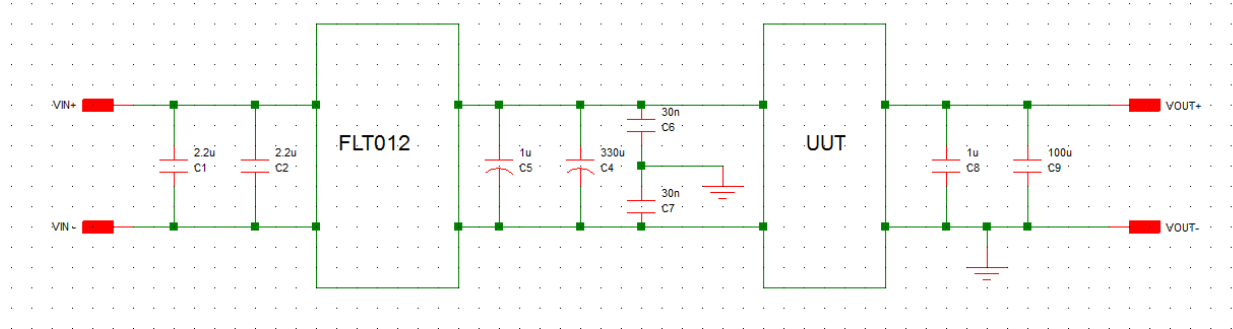 VIN+
2.2u
C1
2.2u
C2
FLT012
1u
C5
330u
C4
30n
C6
30n
C7
UUT
1u
C8
100u
C9
VOUT+
VIN-
VOUT-